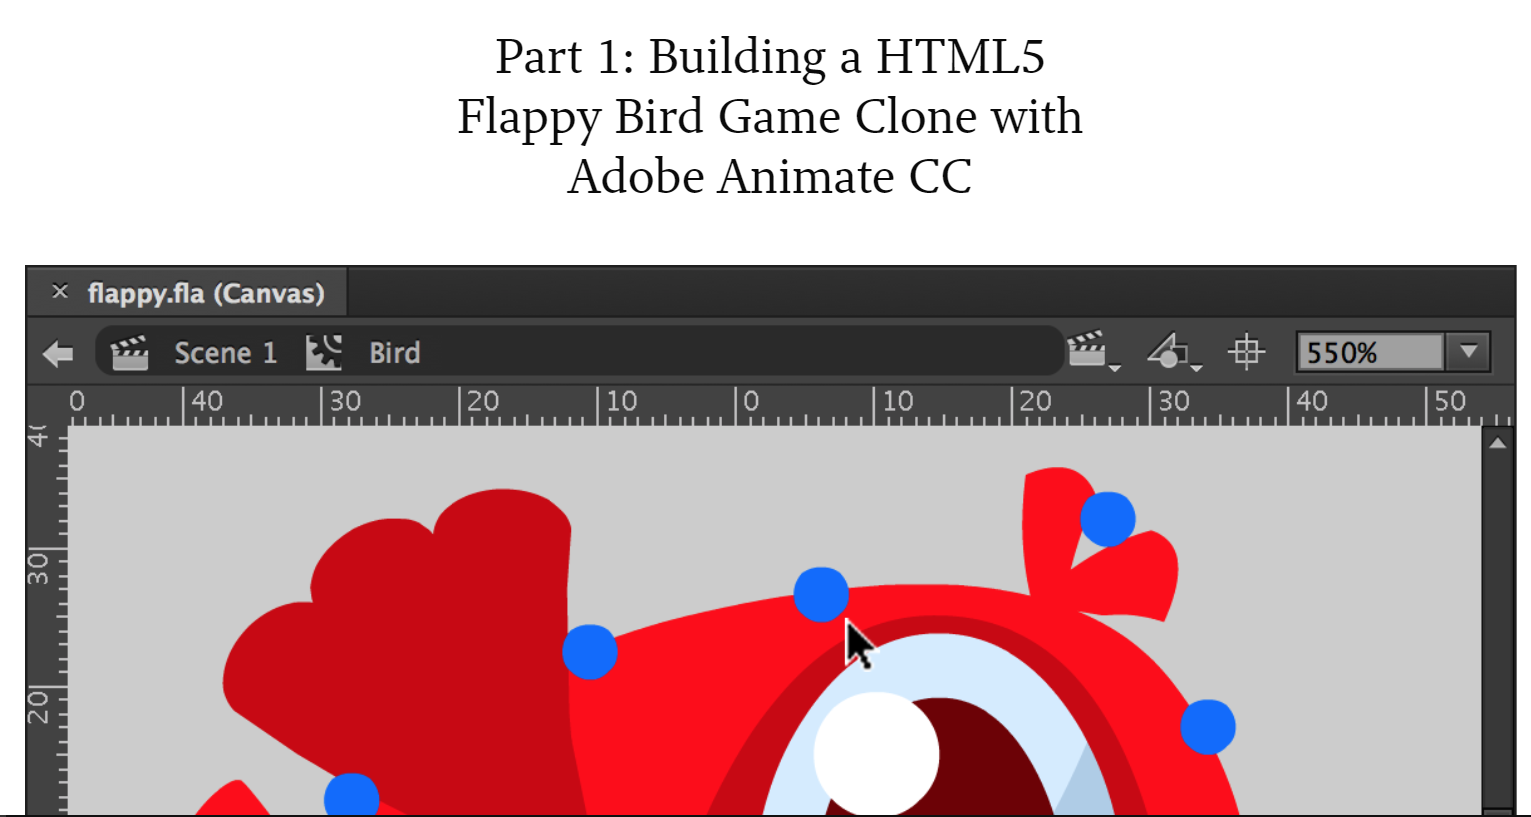 Part 1: Building a HTML5
Flappy Bird Game Clone with
Adobe Animate CC
× flappy.fla (Canvas)
Scene 1 Bird 550%
0 40 30 20 10 0 10 20 30 40 50
30
20